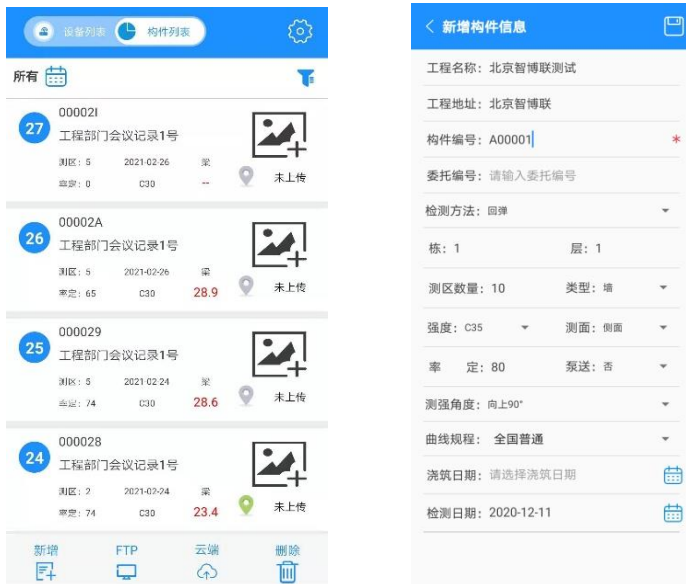 设备列表 构件列表
所有
27
00002I
工程部门会议记录1号
测区：5 2021-02-26 梁
率定：0 C30 -- 未上传
26
00002A
工程部门会议记录1号
测区：5 2021-02-26 梁
率定：65 C30 28.9 未上传
25
000029
工程部门会议记录1号
测区：5 2021-02-24 梁
率定：74 C30 28.6 未上传
24
000028
工程部门会议记录1号
测区：2 2021-02-24 梁
率定：74 C30 23.4 未上传
新增 FTP 云端 删除
新增构件信息
工程名称：北京智博联测试
工程地址：北京智博联
构件编号：A00001 *
委托编号：请输入委托编号
检测方法：回弹
栋：1 层：1
测区数量：10 类型：墙
强度：C35 测面：侧面
率 定：80 泵送：否
测强角度：向上90°
曲线规程： 全国普通
浇筑日期：请选择浇筑日期
检测日期：2020-12-11